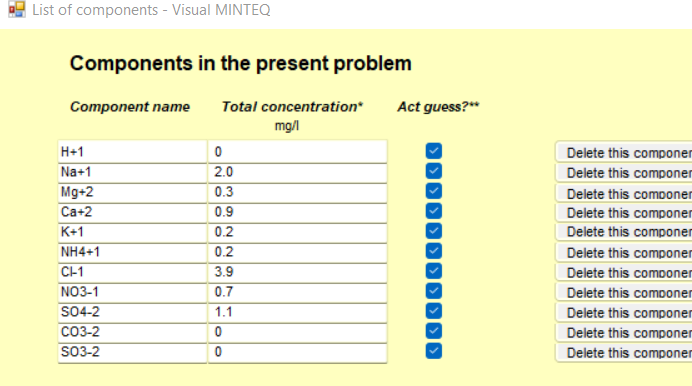 List of components - Visual MINTEQ
Components in the present problem
Component name Total concentration* Act guess?**
mg/l
H+1 0 Delete this componer
Na+1 2.0 Delete this componer
Mg+2 0.3 Delete this componer
Ca+2 0.9 Delete this componer
K+1 0.2 Delete this componer
NH4+1 0.2 Delete this componer
Cl-1 3.9 Delete this componer
NO3-1 0.7 Delete this componer
SO4-2 1.1 Delete this componer
CO3-2 0 Delete this componer
SO3-2 0 Delete this componer